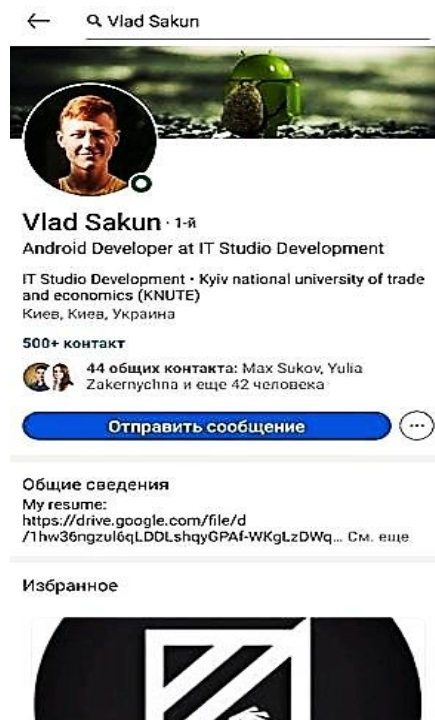 Vlad Sakun
Vlad Sakun · 1-й
Android Developer at IT Studio Development
IT Studio Development • Kyiv national university of trade
and economics (KNUTE)
Киев, Киев, Украина
500+ контакт
44 общих контакта: Max Sukov, Yulia
Zakernychna и еще 42 человека
Отправить сообщение
Общие сведения
My resume:
https://drive.google.com/file/d
/1hw36ngzul6qLDDLshqyGPAf-WKgLzDWq... См. еще
Избранное